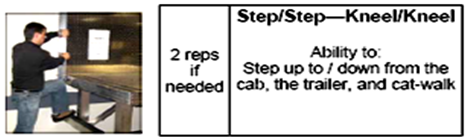 Step/Step—Kneel/Kneel
2 reps
if
needed
Ability to:
Step up to / down from the
cab, the trailer, and cat-walk